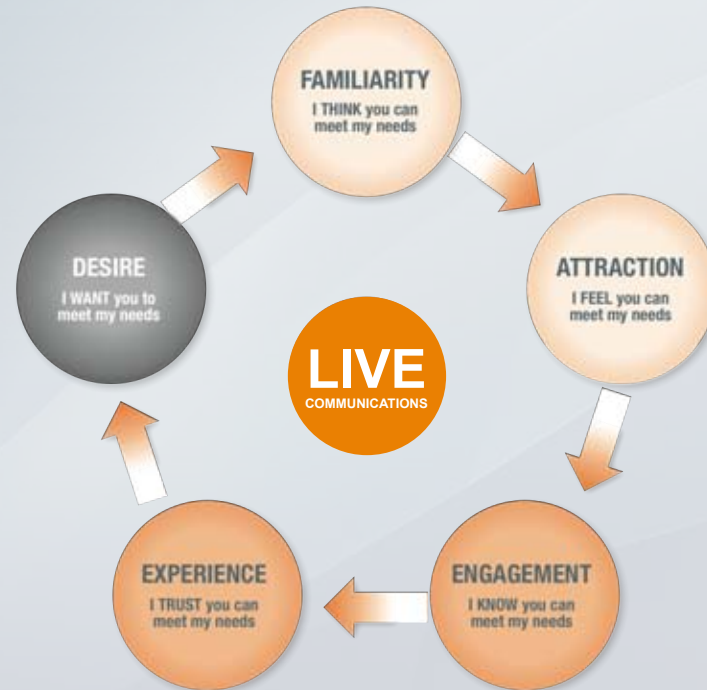 FAMILIARITY
I THINK you can
meet my needs
ATTRACTION
I FEEL you can
meet my needs
ENGAGEMENT
I KNOW you can
meet my needs
EXPERIENCE
I TRUST you can
meet my needs
DESIRE
I WANT you to
meet my needs
LIVE
COMMUNICATIONS